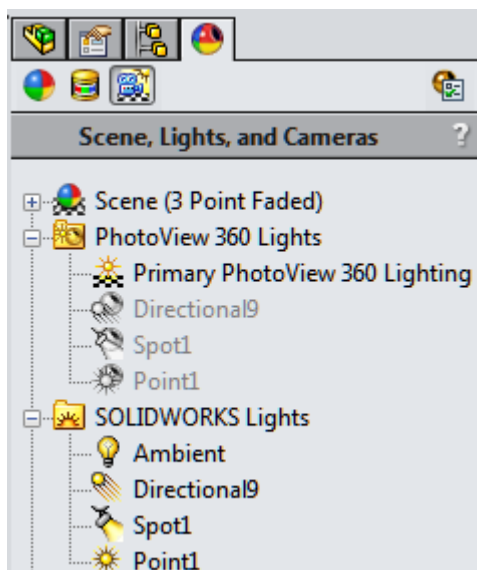 Scene, Lights, and Cameras ?
Scene (3 Point Faded)
PhotoView 360 Lights
Primary PhotoView 360 Lighting
Directional9
Spot1
Point1
SOLIDWORKS Lights
Ambient
Directional9
Spot1
Point1